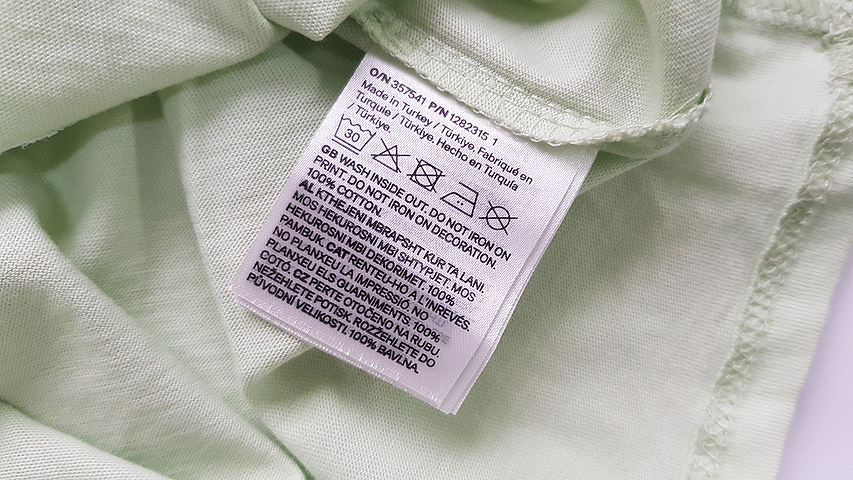 O/N 357541 P/N 1282315 1
Made in Turkey / Türkiye. Fabriqué en
Turquie / Türkiye. Hecho en Turquía
/ Türkiye.
30
GB WASH INSIDE OUT. DO NOT IRON ON
PRINT. DO NOT IRON ON DECORATION.
100% COTTON.
AL KTHEJENI MBRAPSHT KUR TA LANI.
MOS HEKUROSNI MBI SHTYPJET. MOS
HEKUROSNI MBI DEKORIMET. 100%
PAMBUK. CAT RENTEU-HO A L'INREVÉS.
NO PLANXEU LA IMPRESSIÓ, NO
PLANXEU ELS GUARNIMENTS. 100%
COTÓ. CZ PERTE OTOČENO NA RUBU.
NEŽEHLETE POTISK. ROZŽEHLETE DO
PŮVODNÍ VELIKOSTI. 100% BAVLNA.